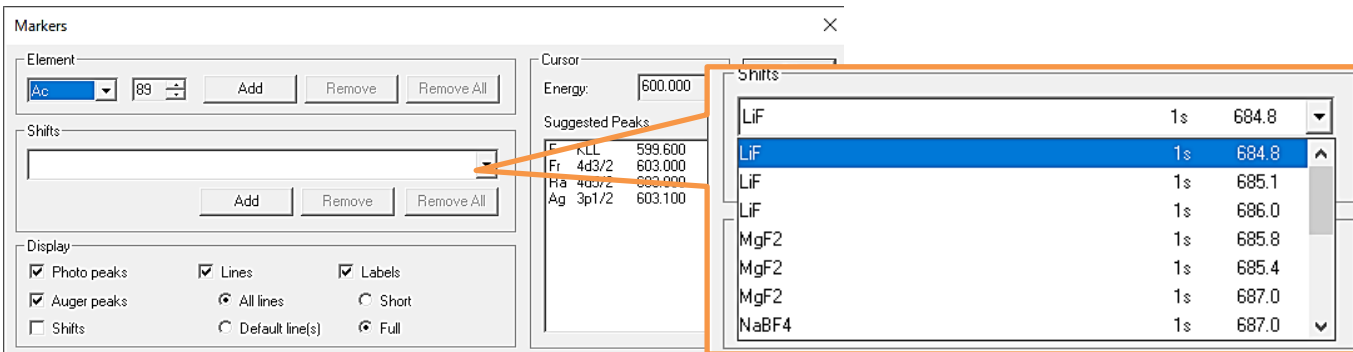 Markers
Element
Ac 89 Add Remove Remove All
Shifts
Add Remove Remove All
Display
Photo peaks Lines Labels
Auger peaks All lines Short
Shifts Default line(s) Full
Cursor
Energy: 600.000
Suggested Peaks
F KLL 599.600
Fr 4d3/2 603.000
Ra 4d5/2 603.000
Ag 3p1/2 603.100
Shifts
LiF 1s 684.8
LiF 1s 684.8
LiF 1s 685.1
LiF 1s 686.0
MgF2 1s 685.8
MgF2 1s 685.4
MgF2 1s 687.0
NaBF4 1s 687.0